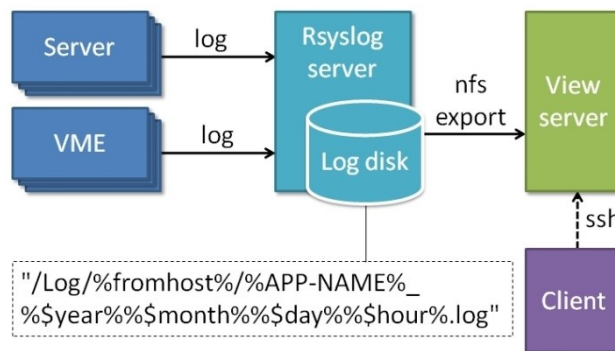 Server
log
Rsyslog
server
VME
log
Log disk
nfs
export
View
server
ssh
Client
"/Log/%fromhost%/%APP-NAME%_
%$year%%$month%%$day%%$hour%.log"